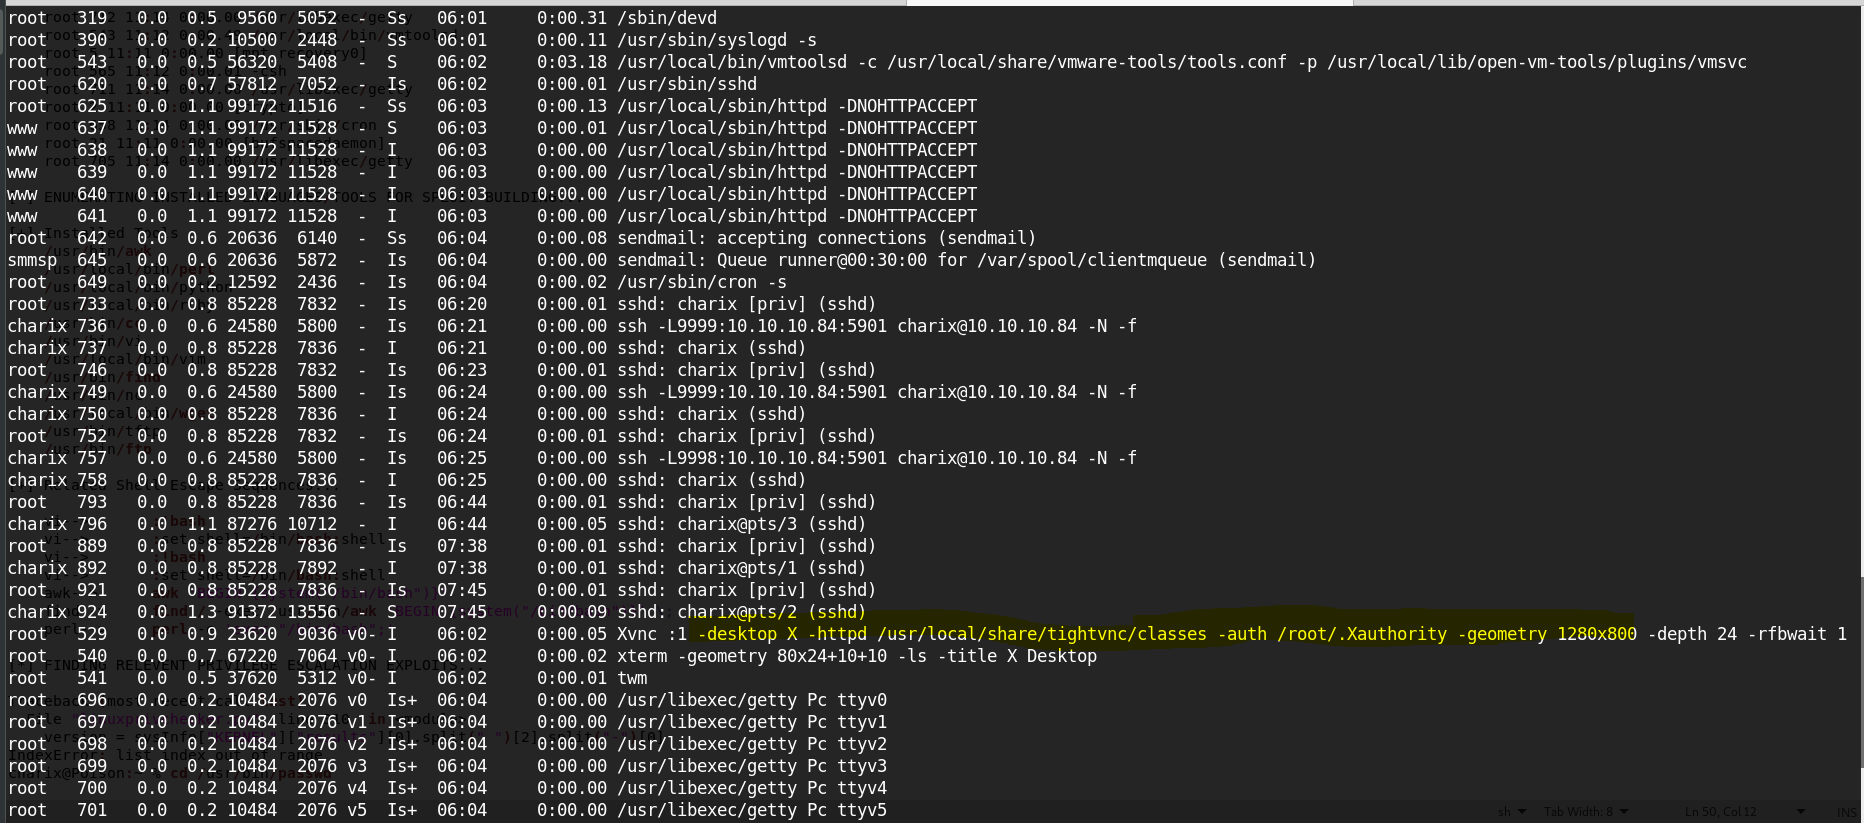 root 319 0.0 0.5 9560 5052 - Ss 06:01 0:00.31 /sbin/devd
root 390 0.0 0.2 10500 2448 - Ss 06:01 0:00.11 /usr/sbin/syslogd -s
root 543 0.0 0.5 56320 5408 - S 06:02 0:03.18 /usr/local/bin/vmtoolsd -c /usr/local/share/vmware-tools/tools.conf -p /usr/local/lib/open-vm-tools/plugins/vmsvc
root 620 0.0 0.7 57812 7052 - Is 06:02 0:00.01 /usr/sbin/sshd
root 625 0.0 1.1 99172 11516 - Ss 06:03 0:00.13 /usr/local/sbin/httpd -DNOHTTPACCEPT
www 637 0.0 1.1 99172 11528 - S 06:03 0:00.01 /usr/local/sbin/httpd -DNOHTTPACCEPT
www 638 0.0 1.1 99172 11528 - I 06:03 0:00.00 /usr/local/sbin/httpd -DNOHTTPACCEPT
www 639 0.0 1.1 99172 11528 - I 06:03 0:00.00 /usr/local/sbin/httpd -DNOHTTPACCEPT
www 640 0.0 1.1 99172 11528 - I 06:03 0:00.00 /usr/local/sbin/httpd -DNOHTTPACCEPT
www 641 0.0 1.1 99172 11528 - I 06:03 0:00.00 /usr/local/sbin/httpd -DNOHTTPACCEPT
root 642 0.0 0.6 20636 6140 - Ss 06:04 0:00.08 sendmail: accepting connections (sendmail)
smmsp 645 0.0 0.6 20636 5872 - Is 06:04 0:00.00 sendmail: Queue runner@00:30:00 for /var/spool/clientmqueue (sendmail)
root 649 0.0 0.2 12592 2436 - Is 06:04 0:00.02 /usr/sbin/cron -s
root 733 0.0 0.8 85228 7832 - Is 06:20 0:00.01 sshd: charix [priv] (sshd)
charix 736 0.0 0.6 24580 5800 - Is 06:21 0:00.00 ssh -L9999:10.10.10.84:5901 charix@10.10.10.84 -N -f
charix 737 0.0 0.8 85228 7836 - I 06:21 0:00.00 sshd: charix (sshd)
root 746 0.0 0.8 85228 7832 - Is 06:23 0:00.01 sshd: charix [priv] (sshd)
charix 749 0.0 0.6 24580 5800 - Is 06:24 0:00.00 ssh -L9999:10.10.10.84:5901 charix@10.10.10.84 -N -f
charix 750 0.0 0.8 85228 7836 - I 06:24 0:00.00 sshd: charix (sshd)
root 752 0.0 0.8 85228 7832 - Is 06:24 0:00.01 sshd: charix [priv] (sshd)
charix 757 0.0 0.6 24580 5800 - Is 06:25 0:00.00 ssh -L9998:10.10.10.84:5901 charix@10.10.10.84 -N -f
charix 758 0.0 0.8 85228 7836 - I 06:25 0:00.00 sshd: charix (sshd)
root 793 0.0 0.8 85228 7836 - Is 06:44 0:00.01 sshd: charix [priv] (sshd)
charix 796 0.0 1.1 87276 10712 - I 06:44 0:00.05 sshd: charix@pts/3 (sshd)
root 889 0.0 0.8 85228 7836 - Is 07:38 0:00.01 sshd: charix [priv] (sshd)
charix 892 0.0 0.8 85228 7892 - I 07:38 0:00.01 sshd: charix@pts/1 (sshd)
root 921 0.0 0.8 85228 7836 - Is 07:45 0:00.01 sshd: charix [priv] (sshd)
charix 924 0.0 1.3 91372 13556 - S 07:45 0:00.09 sshd: charix@pts/2 (sshd)
root 529 0.0 0.9 23620 9036 v0- I 06:02 0:00.05 Xvnc :1 -desktop X -httpd /usr/local/share/tightvnc/classes -auth /root/.Xauthority -geometry 1280x800 -depth 24 -rfbwait 1
root 540 0.0 0.7 67220 7064 v0- I 06:02 0:00.02 xterm -geometry 80x24+10+10 -ls -title X Desktop
root 541 0.0 0.5 37620 5312 v0- I 06:02 0:00.01 twm
root 696 0.0 0.2 10484 2076 v0 Is+ 06:04 0:00.00 /usr/libexec/getty Pc ttyv0
root 697 0.0 0.2 10484 2076 v1 Is+ 06:04 0:00.00 /usr/libexec/getty Pc ttyv1
root 698 0.0 0.2 10484 2076 v2 Is+ 06:04 0:00.00 /usr/libexec/getty Pc ttyv2
root 699 0.0 0.2 10484 2076 v3 Is+ 06:04 0:00.00 /usr/libexec/getty Pc ttyv3
root 700 0.0 0.2 10484 2076 v4 Is+ 06:04 0:00.00 /usr/libexec/getty Pc ttyv4
root 701 0.0 0.2 10484 2076 v5 Is+ 06:04 0:00.00 /usr/libexec/getty Pc ttyv5
sh Tab Width: 8 Ln 50, Col 12 INS